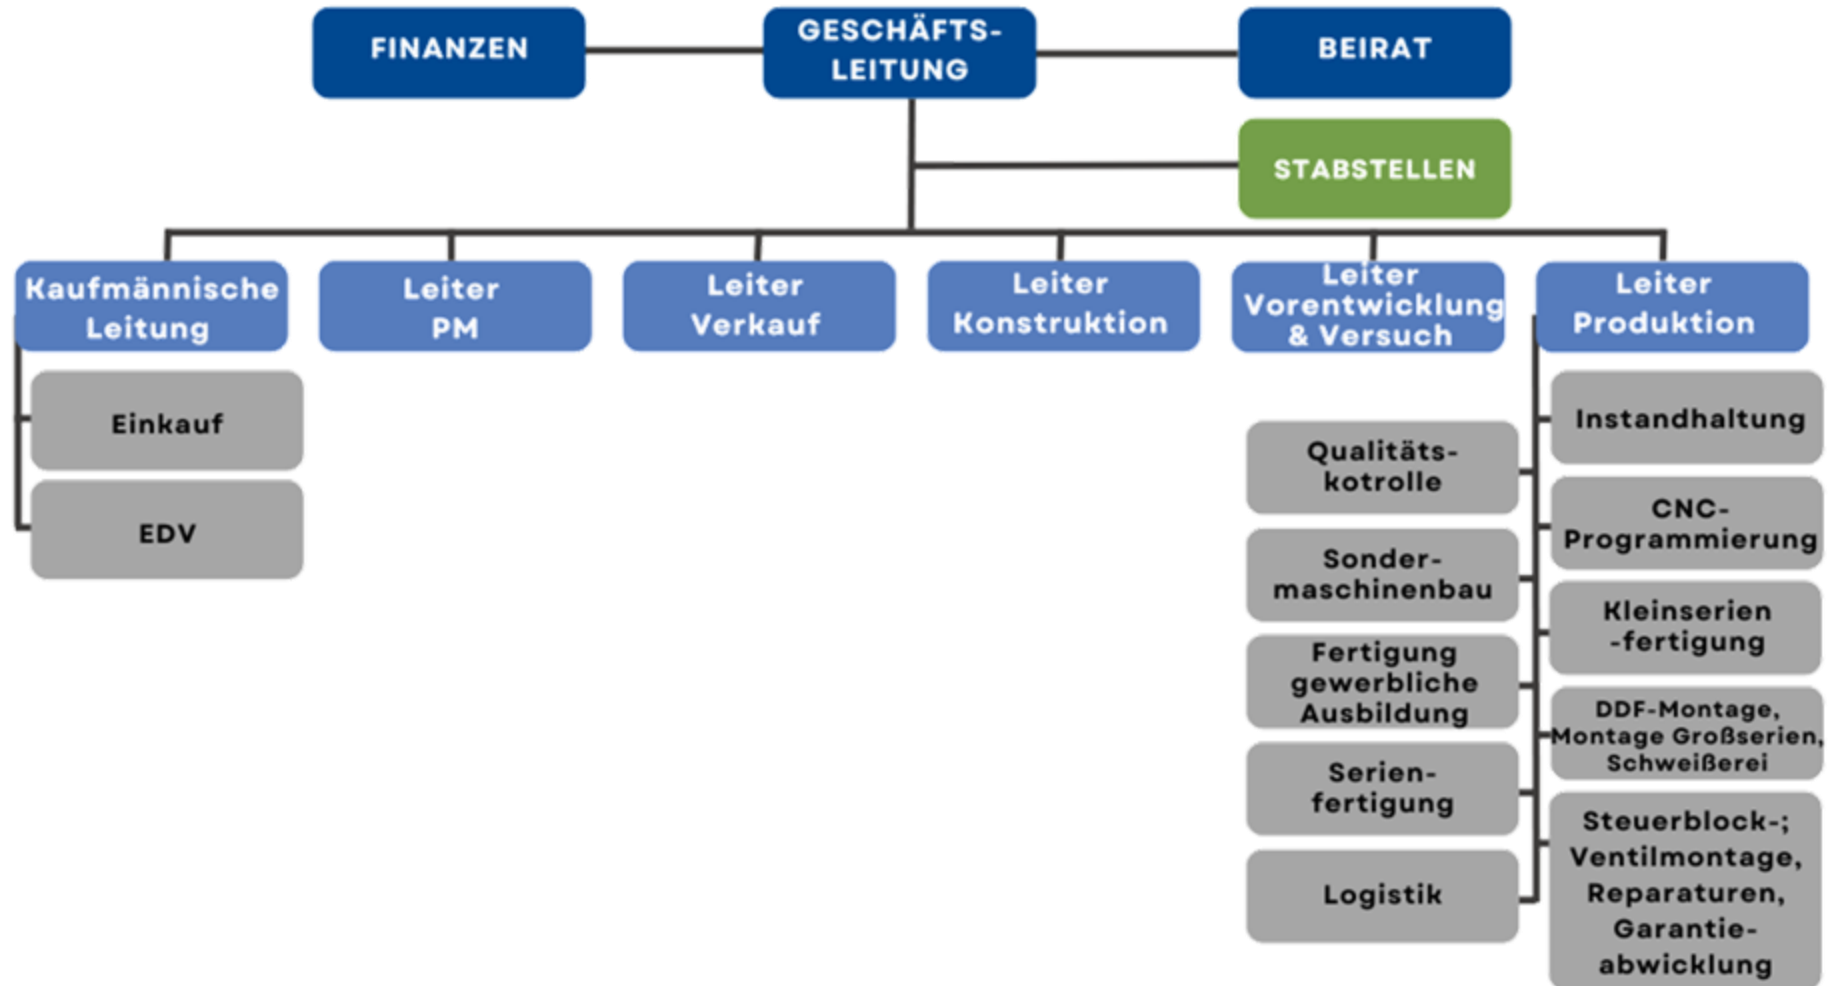 FINANZEN
GESCHÄFTS-
LEITUNG
BEIRAT
STABSTELLEN
Kaufmännische
Leitung
Leiter
PM
Leiter
Verkauf
Leiter
Konstruktion
Leiter
Vorentwicklung
& Versuch
Leiter
Produktion
Einkauf
EDV
Qualitäts-
kotrolle
Sonder-
maschinenbau
Fertigung
gewerbliche
Ausbildung
Serien-
fertigung
Logistik
Instandhaltung
CNC-
Programmierung
Kleinserien
-fertigung
DDF-Montage,
Montage Großserien,
Schweißerei
Steuerblock-;
Ventilmontage,
Reparaturen,
Garantie-
abwicklung